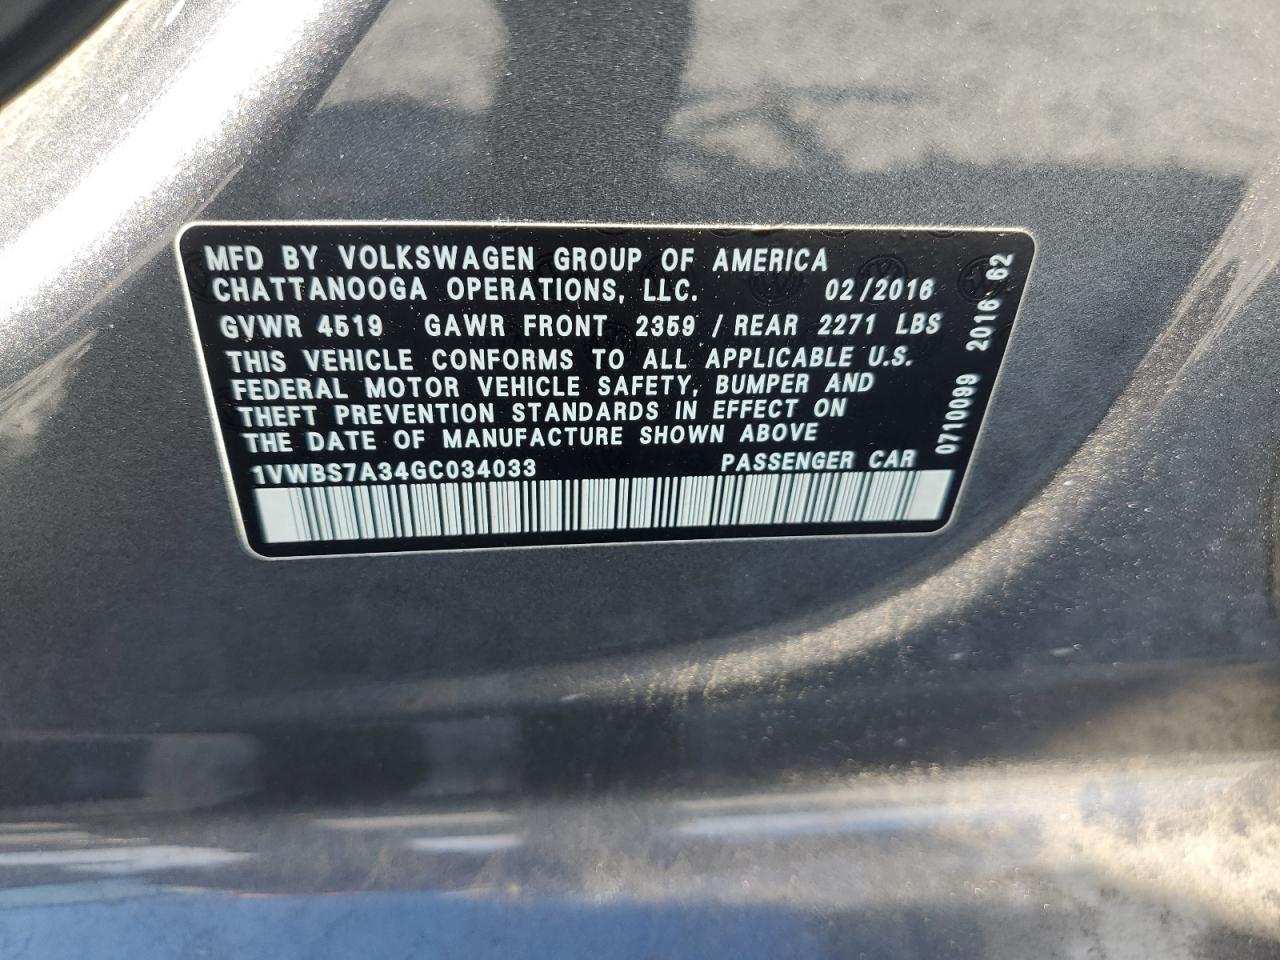 MFD BY VOLKSWAGEN GROUP OF AMERICA
CHATTANOOGA OPERATIONS, LLC. 02/2016
GVWR 4519 GAWR FRONT 2359 / REAR 2271 LBS
THIS VEHICLE CONFORMS TO ALL APPLICABLE U.S.
FEDERAL MOTOR VEHICLE SAFETY, BUMPER AND
THEFT PREVENTION STANDARDS IN EFFECT ON
THE DATE OF MANUFACTURE SHOWN ABOVE
1VWBS7A34GC034033 PASSENGER CAR
0710099 2016 62